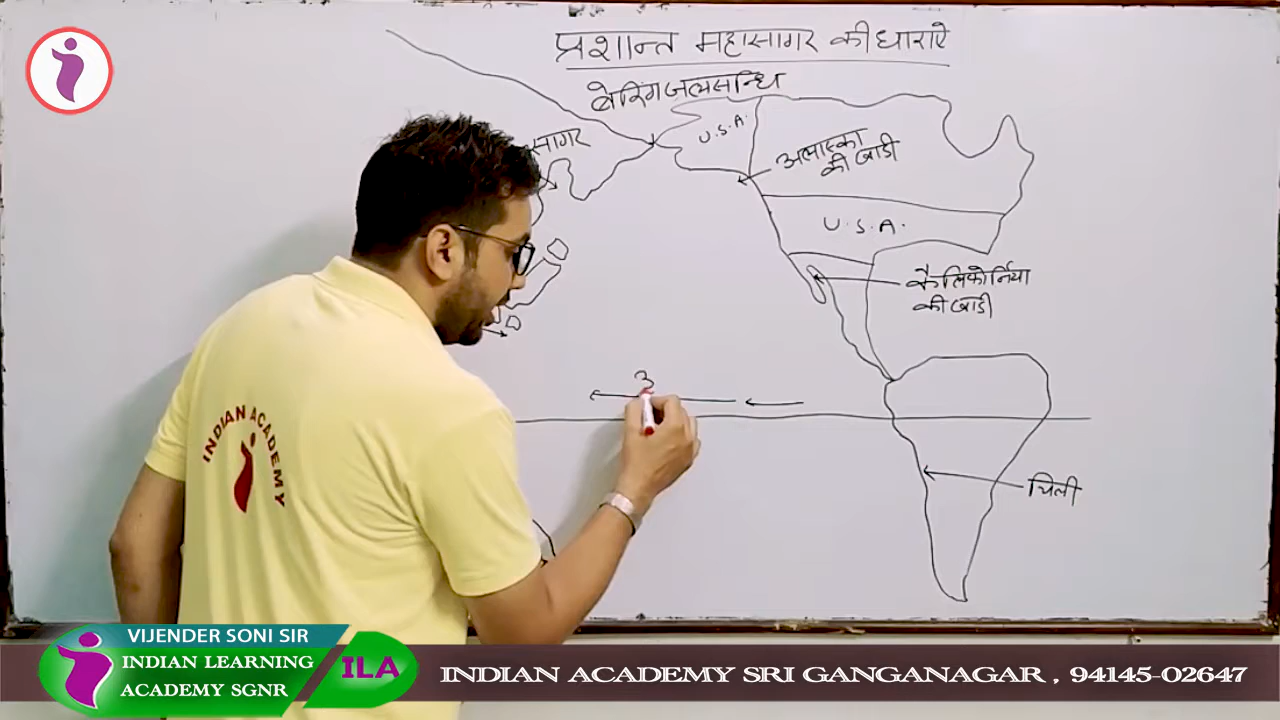 प्रशान्त महासागर की धाराऐ
बेरिंग जलसन्धि
सागर
U.S.A.
अलास्का
की खाडी
U.S.A.
कैलिफोर्निया
की खाडी
चिली
INDIAN ACADEMY
VIJENDER SONI SIR
INDIAN LEARNING
ACADEMY SGNR
ILA
INDIAN ACADEMY SRI GANGANAGAR , 94145-02647